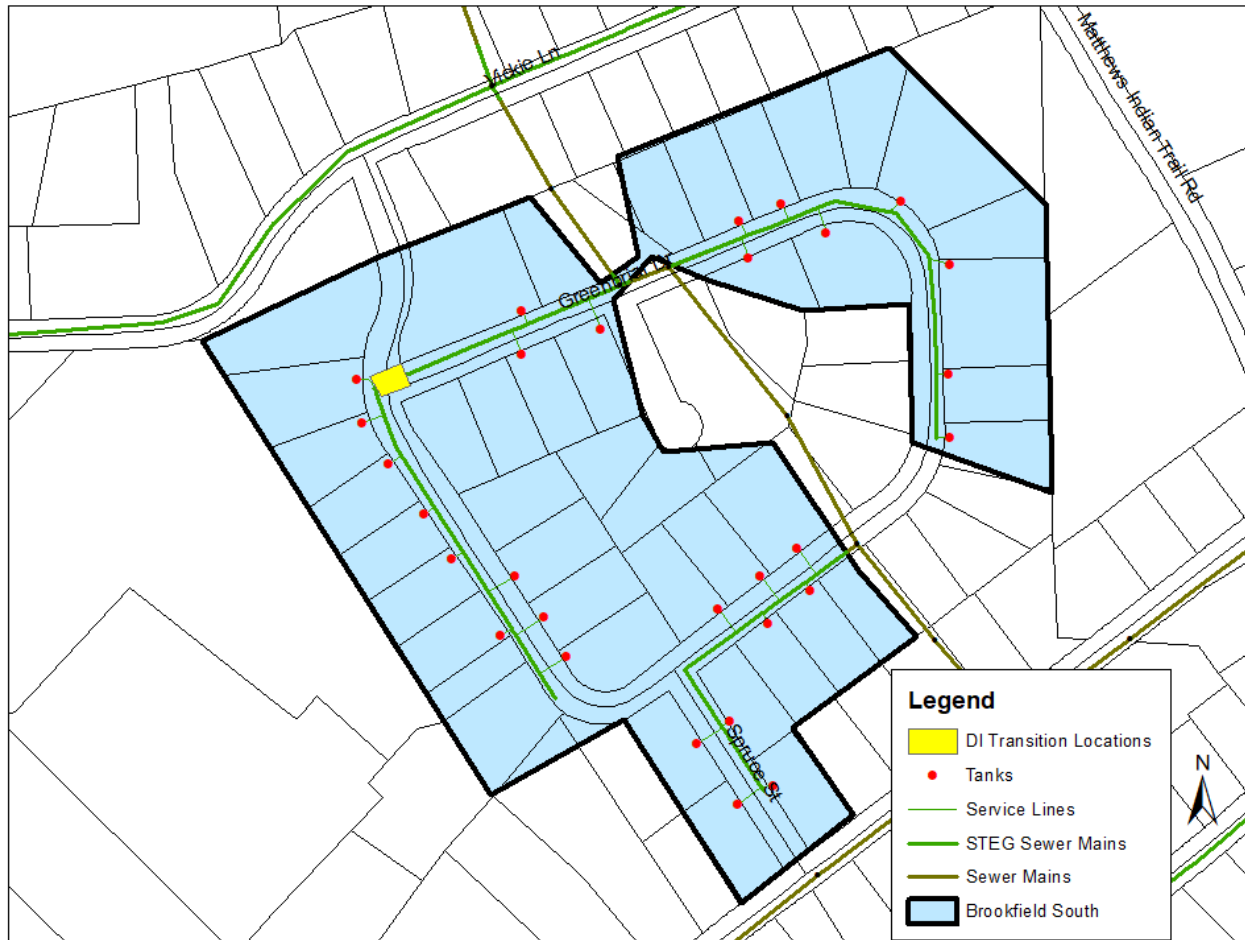 Vickie Ln
Matthews Indian Trail Rd
Spruce St
Legend
DI Transition Locations
Tanks
Service Lines
STEG Sewer Mains
Sewer Mains
Brookfield South
N